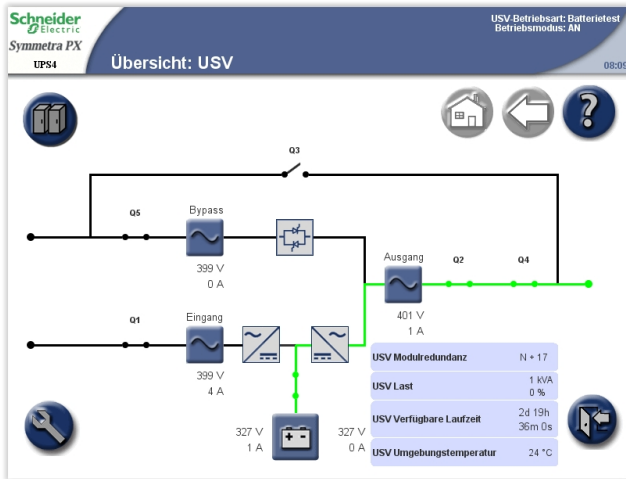 Schneider
Electric
Symmetra PX
UPS4
Übersicht: USV
USV-Betriebsart: Batterietest
Betriebsmodus: AN
08:09
?
Q3
Q5
Bypass
399 V
0 A
Ausgang
Q2
Q4
401 V
1 A
Q1
Eingang
399 V
4 A
327 V
1 A
327 V
0 A
USV Modulredundanz
N + 17
USV Last
1 kVA
0 %
USV Verfügbare Laufzeit
2d 19h
36m 0s
USV Umgebungstemperatur
24 °C